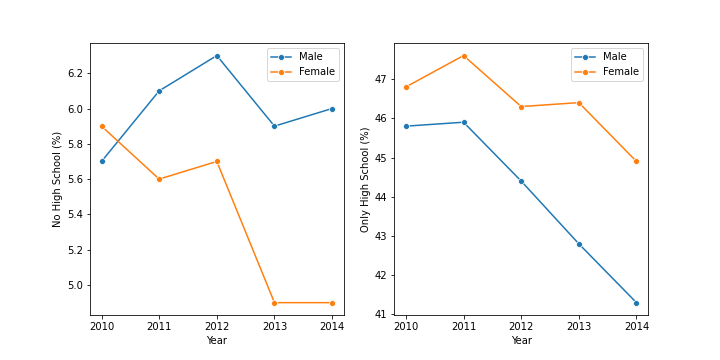 No High School (%)
6.2
6.0
5.8
5.6
5.4
5.2
5.0
2010 2011 2012 2013 2014
Year
Male
Female
Only High School (%)
47
46
45
44
43
42
41
2010 2011 2012 2013 2014
Year
Male
Female